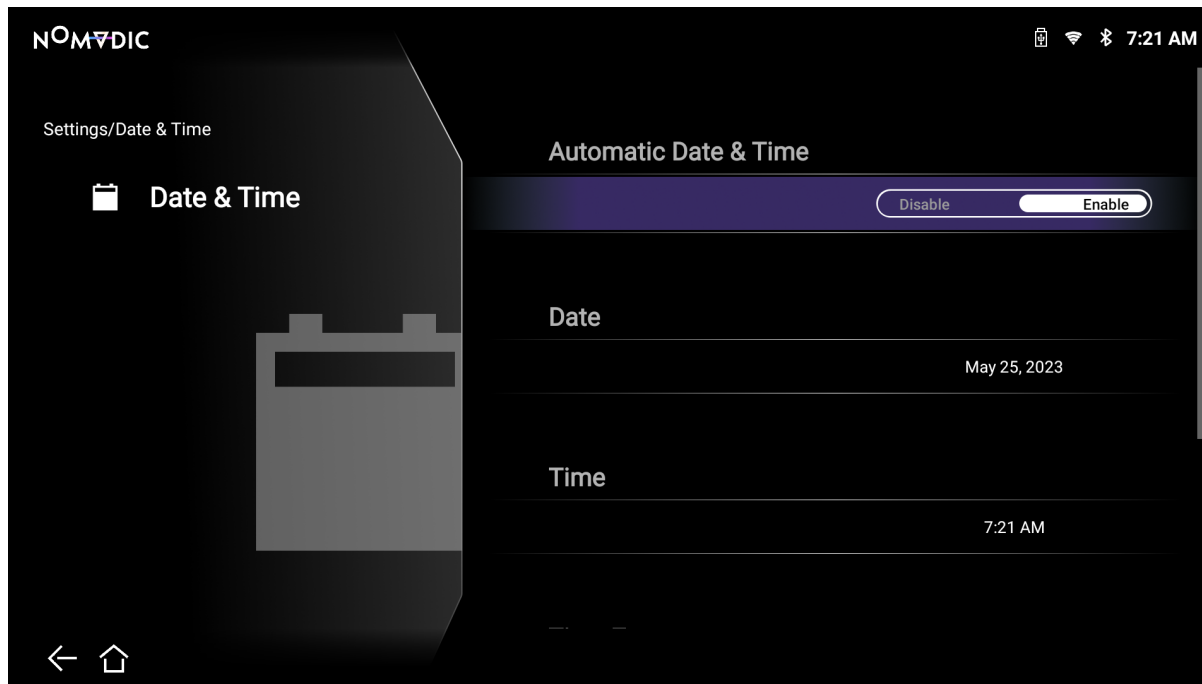 NOMADIC
7:21 AM
Settings/Date & Time
Date & Time
Automatic Date & Time
Disable
Enable
Date
May 25, 2023
Time
7:21 AM